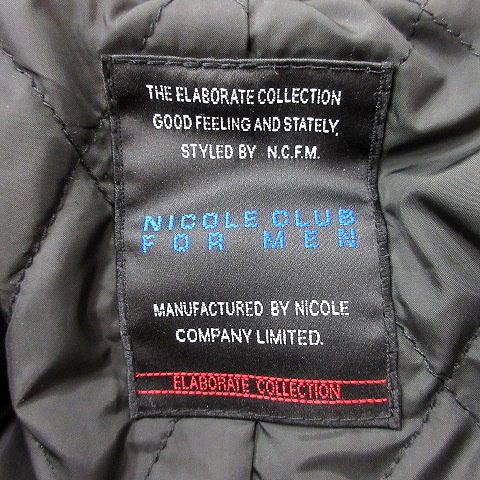 THE ELABORATE COLLECTION
GOOD FEELING AND STATELY,
STYLED BY N.C.F.M.
NICOLE CLUB
FOR MEN
MANUFACTURED BY NICOLE
COMPANY LIMITED.
ELABORATE COLLECTION